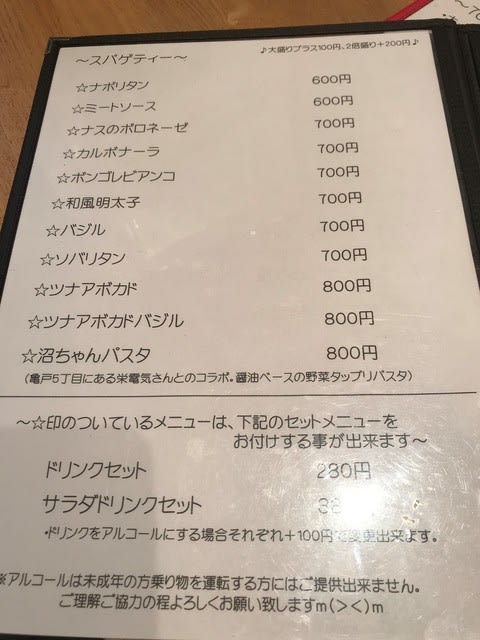 ～スパゲティー～
♪大盛りプラス100円、2倍盛り＋200円♪
☆ナポリタン 600円
☆ミートソース 600円
☆ナスのボロネーゼ 700円
☆カルボナーラ 700円
☆ボンゴレビアンコ 700円
☆和風明太子 700円
☆バジル 700円
☆ソバリタン 700円
☆ツナアボカド 800円
☆ツナアボカドバジル 800円
☆沼ちゃんパスタ 800円
（亀戸5丁目にある栄電気さんとのコラボ。醤油ベースの野菜タップリパスタ）
～☆印のついているメニューは、下記のセットメニューを
お付けする事が出来ます～
ドリンクセット 230円
サラダドリンクセット
・ドリンクをアルコールにする場合それぞれ＋100円で変更出来ます。
※アルコールは未成年の方乗り物を運転する方にはご提供出来ません。
ご理解ご協力の程よろしくお願い致しますm(＞＜)m